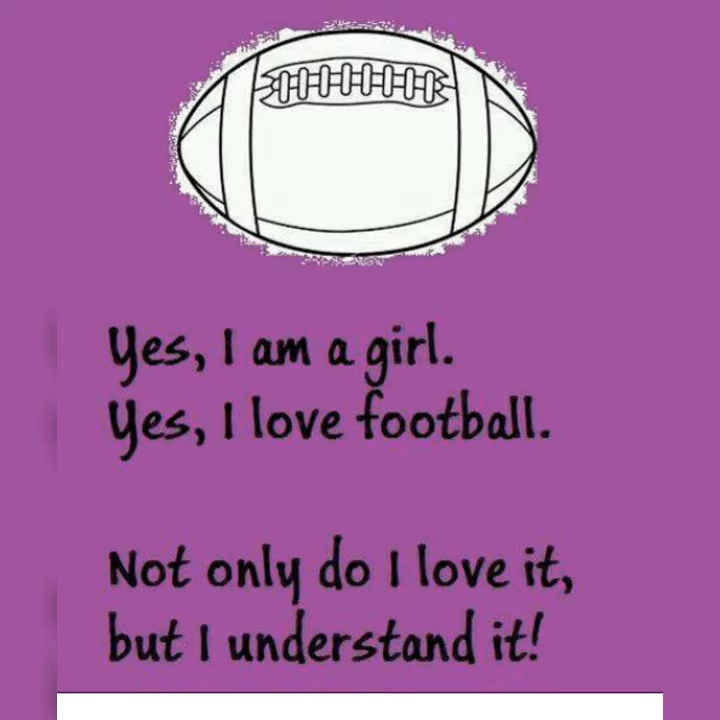 Yes, I am a girl.
Yes, I love football.
Not only do I love it,
but I understand it!